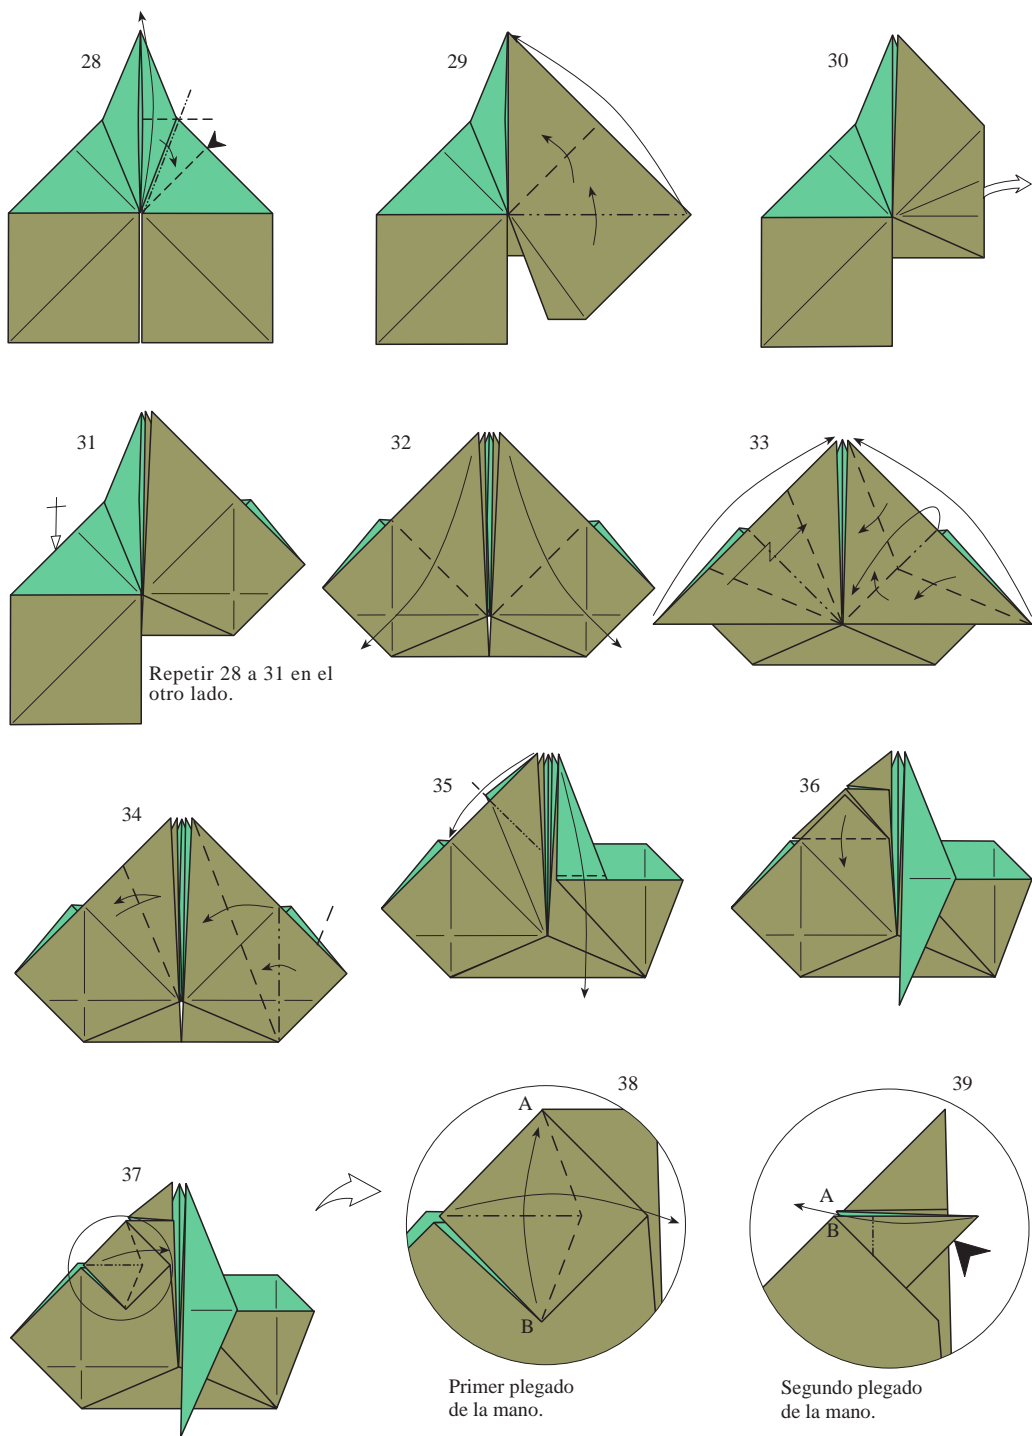 28
29
30
31
Repetir 28 a 31 en el
otro lado.
32
33
34
35
36
37
38
A
B
Primer plegado
de la mano.
39
A
B
Segundo plegado
de la mano.